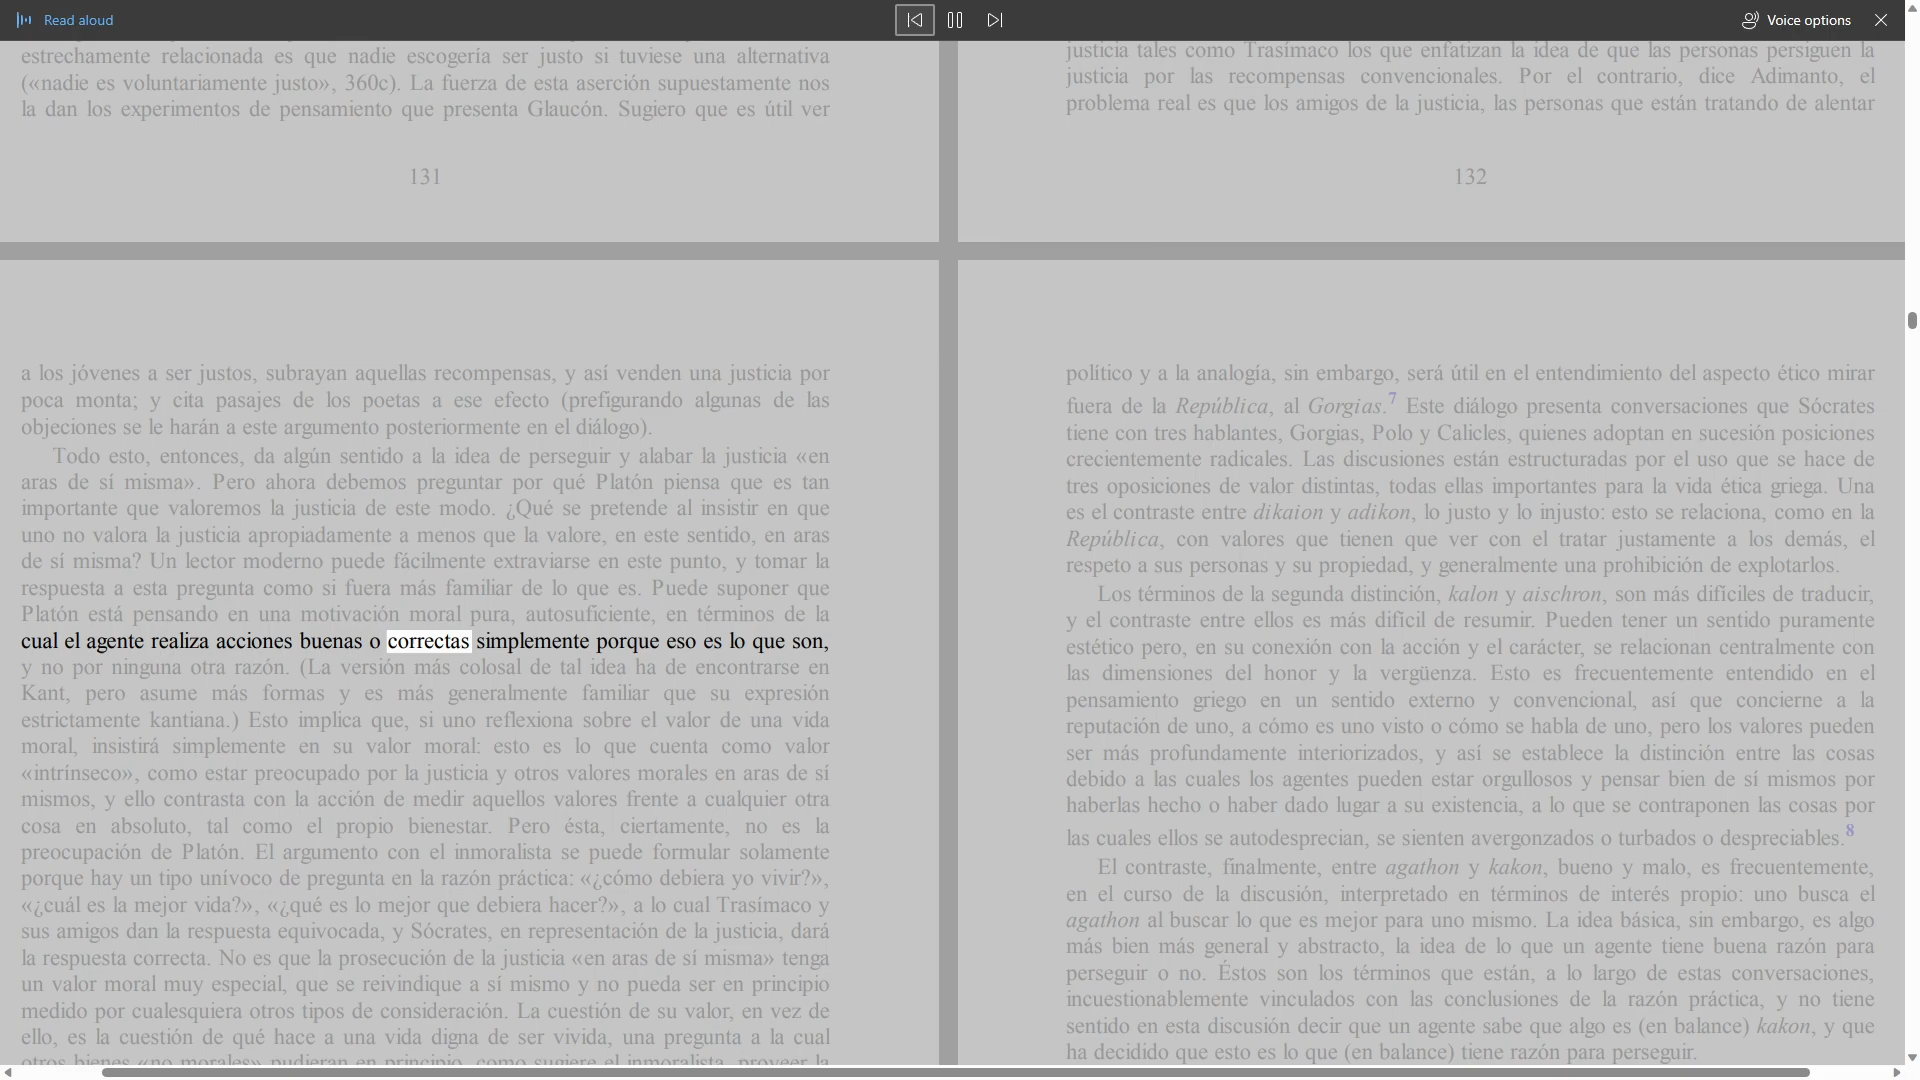 Read aloud
Voice options
estrechamente relacionada es que nadie escogería ser justo si tuviese una alternativa
(«nadie es voluntariamente justo», 360c). La fuerza de esta aserción supuestamente nos
la dan los experimentos de pensamiento que presenta Glaucón. Sugiero que es útil ver
131
justicia tales como Trasímaco los que enfatizan la idea de que las personas persiguen la
justicia por las recompensas convencionales. Por el contrario, dice Adimanto, el
problema real es que los amigos de la justicia, las personas que están tratando de alentar
132
a los jóvenes a ser justos, subrayan aquellas recompensas, y así venden una justicia por
poca monta; y cita pasajes de los poetas a ese efecto (prefigurando algunas de las
objeciones se le harán a este argumento posteriormente en el diálogo).
Todo esto, entonces, da algún sentido a la idea de perseguir y alabar la justicia «en
aras de sí misma». Pero ahora debemos preguntar por qué Platón piensa que es tan
importante que valoremos la justicia de este modo. ¿Qué se pretende al insistir en que
uno no valora la justicia apropiadamente a menos que la valore, en este sentido, en aras
de sí misma? Un lector moderno puede fácilmente extraviarse en este punto, y tomar la
respuesta a esta pregunta como si fuera más familiar de lo que es. Puede suponer que
Platón está pensando en una motivación moral pura, autosuficiente, en términos de la
cual el agente realiza acciones buenas o correctas simplemente porque eso es lo que son,
y no por ninguna otra razón. (La versión más colosal de tal idea ha de encontrarse en
Kant, pero asume más formas y es más generalmente familiar que su expresión
estrictamente kantiana.) Esto implica que, si uno reflexiona sobre el valor de una vida
moral, insistirá simplemente en su valor moral: esto es lo que cuenta como valor
«intrínseco», como estar preocupado por la justicia y otros valores morales en aras de sí
mismos, y ello contrasta con la acción de medir aquellos valores frente a cualquier otra
cosa en absoluto, tal como el propio bienestar. Pero ésta, ciertamente, no es la
preocupación de Platón. El argumento con el inmoralista se puede formular solamente
porque hay un tipo unívoco de pregunta en la razón práctica: «¿cómo debiera yo vivir?»,
«¿cuál es la mejor vida?», «¿qué es lo mejor que debiera hacer?», a lo cual Trasímaco y
sus amigos dan la respuesta equivocada, y Sócrates, en representación de la justicia, dará
la respuesta correcta. No es que la prosecución de la justicia «en aras de sí misma» tenga
un valor moral muy especial, que se reivindique a sí mismo y no pueda ser en principio
medido por cualesquiera otros tipos de consideración. La cuestión de su valor, en vez de
ello, es la cuestión de qué hace a una vida digna de ser vivida, una pregunta a la cual
otros bienes «no morales» pudieran en principio, como sugiere el inmoralista, proveer la
político y a la analogía, sin embargo, será útil en el entendimiento del aspecto ético mirar
fuera de la República, al Gorgias.7 Este diálogo presenta conversaciones que Sócrates
tiene con tres hablantes, Gorgias, Polo y Calicles, quienes adoptan en sucesión posiciones
crecientemente radicales. Las discusiones están estructuradas por el uso que se hace de
tres oposiciones de valor distintas, todas ellas importantes para la vida ética griega. Una
es el contraste entre dikaion y adikon, lo justo y lo injusto: esto se relaciona, como en la
República, con valores que tienen que ver con el tratar justamente a los demás, el
respeto a sus personas y su propiedad, y generalmente una prohibición de explotarlos.
Los términos de la segunda distinción, kalon y aischron, son más difíciles de traducir,
y el contraste entre ellos es más difícil de resumir. Pueden tener un sentido puramente
estético pero, en su conexión con la acción y el carácter, se relacionan centralmente con
las dimensiones del honor y la vergüenza. Esto es frecuentemente entendido en el
pensamiento griego en un sentido externo y convencional, así que concierne a la
reputación de uno, a cómo es uno visto o cómo se habla de uno, pero los valores pueden
ser más profundamente interiorizados, y así se establece la distinción entre las cosas
debido a las cuales los agentes pueden estar orgullosos y pensar bien de sí mismos por
haberlas hecho o haber dado lugar a su existencia, a lo que se contraponen las cosas por
las cuales ellos se autodesprecian, se sienten avergonzados o turbados o despreciables.8
El contraste, finalmente, entre agathon y kakon, bueno y malo, es frecuentemente,
en el curso de la discusión, interpretado en términos de interés propio: uno busca el
agathon al buscar lo que es mejor para uno mismo. La idea básica, sin embargo, es algo
más bien más general y abstracto, la idea de lo que un agente tiene buena razón para
perseguir o no. Éstos son los términos que están, a lo largo de estas conversaciones,
incuestionablemente vinculados con las conclusiones de la razón práctica, y no tiene
sentido en esta discusión decir que un agente sabe que algo es (en balance) kakon, y que
ha decidido que esto es lo que (en balance) tiene razón para perseguir.